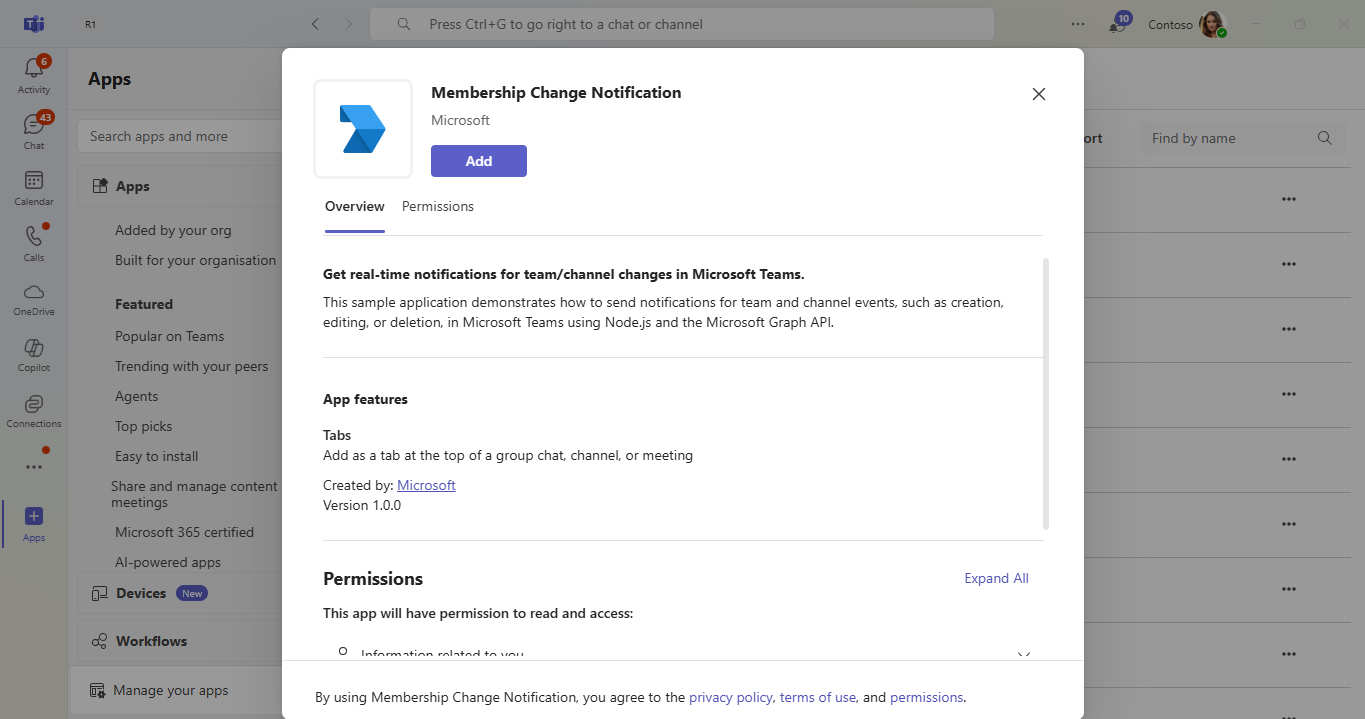 R1
Press Ctrl+G to go right to a chat or channel
10
Contoso
6
Activity
43
Chat
Calendar
Calls
OneDrive
Copilot
Connections
Apps
Apps
Search apps and more
Apps
Added by your org
Built for your organisation
Featured
Popular on Teams
Trending with your peers
Agents
Top picks
Easy to install
Share and manage content
meetings
Microsoft 365 certified
AI-powered apps
Devices New
Workflows
Manage your apps
Membership Change Notification
Microsoft
Add
Overview Permissions
Get real-time notifications for team/channel changes in Microsoft Teams.
This sample application demonstrates how to send notifications for team and channel events, such as creation,
editing, or deletion, in Microsoft Teams using Node.js and the Microsoft Graph API.
App features
Tabs
Add as a tab at the top of a group chat, channel, or meeting
Created by: Microsoft
Version 1.0.0
Permissions
Expand All
This app will have permission to read and access:
Information related to you
By using Membership Change Notification, you agree to the privacy policy, terms of use, and permissions.
ort
Find by name